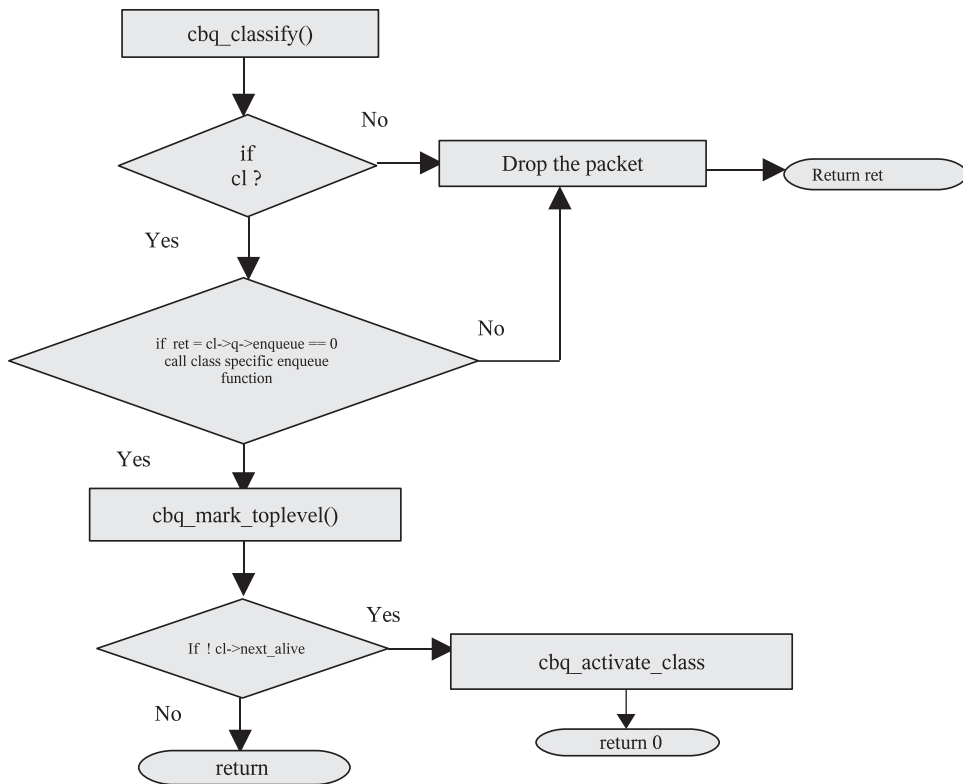 cbq_classify()
No
if
cl ?
Drop the packet
Return ret
Yes
No
if ret = cl->q->enqueue == 0
call class specific enqueue
function
Yes
cbq_mark_toplevel()
Yes
If ! cl->next_alive
cbq_activate_class
No
return 0
return